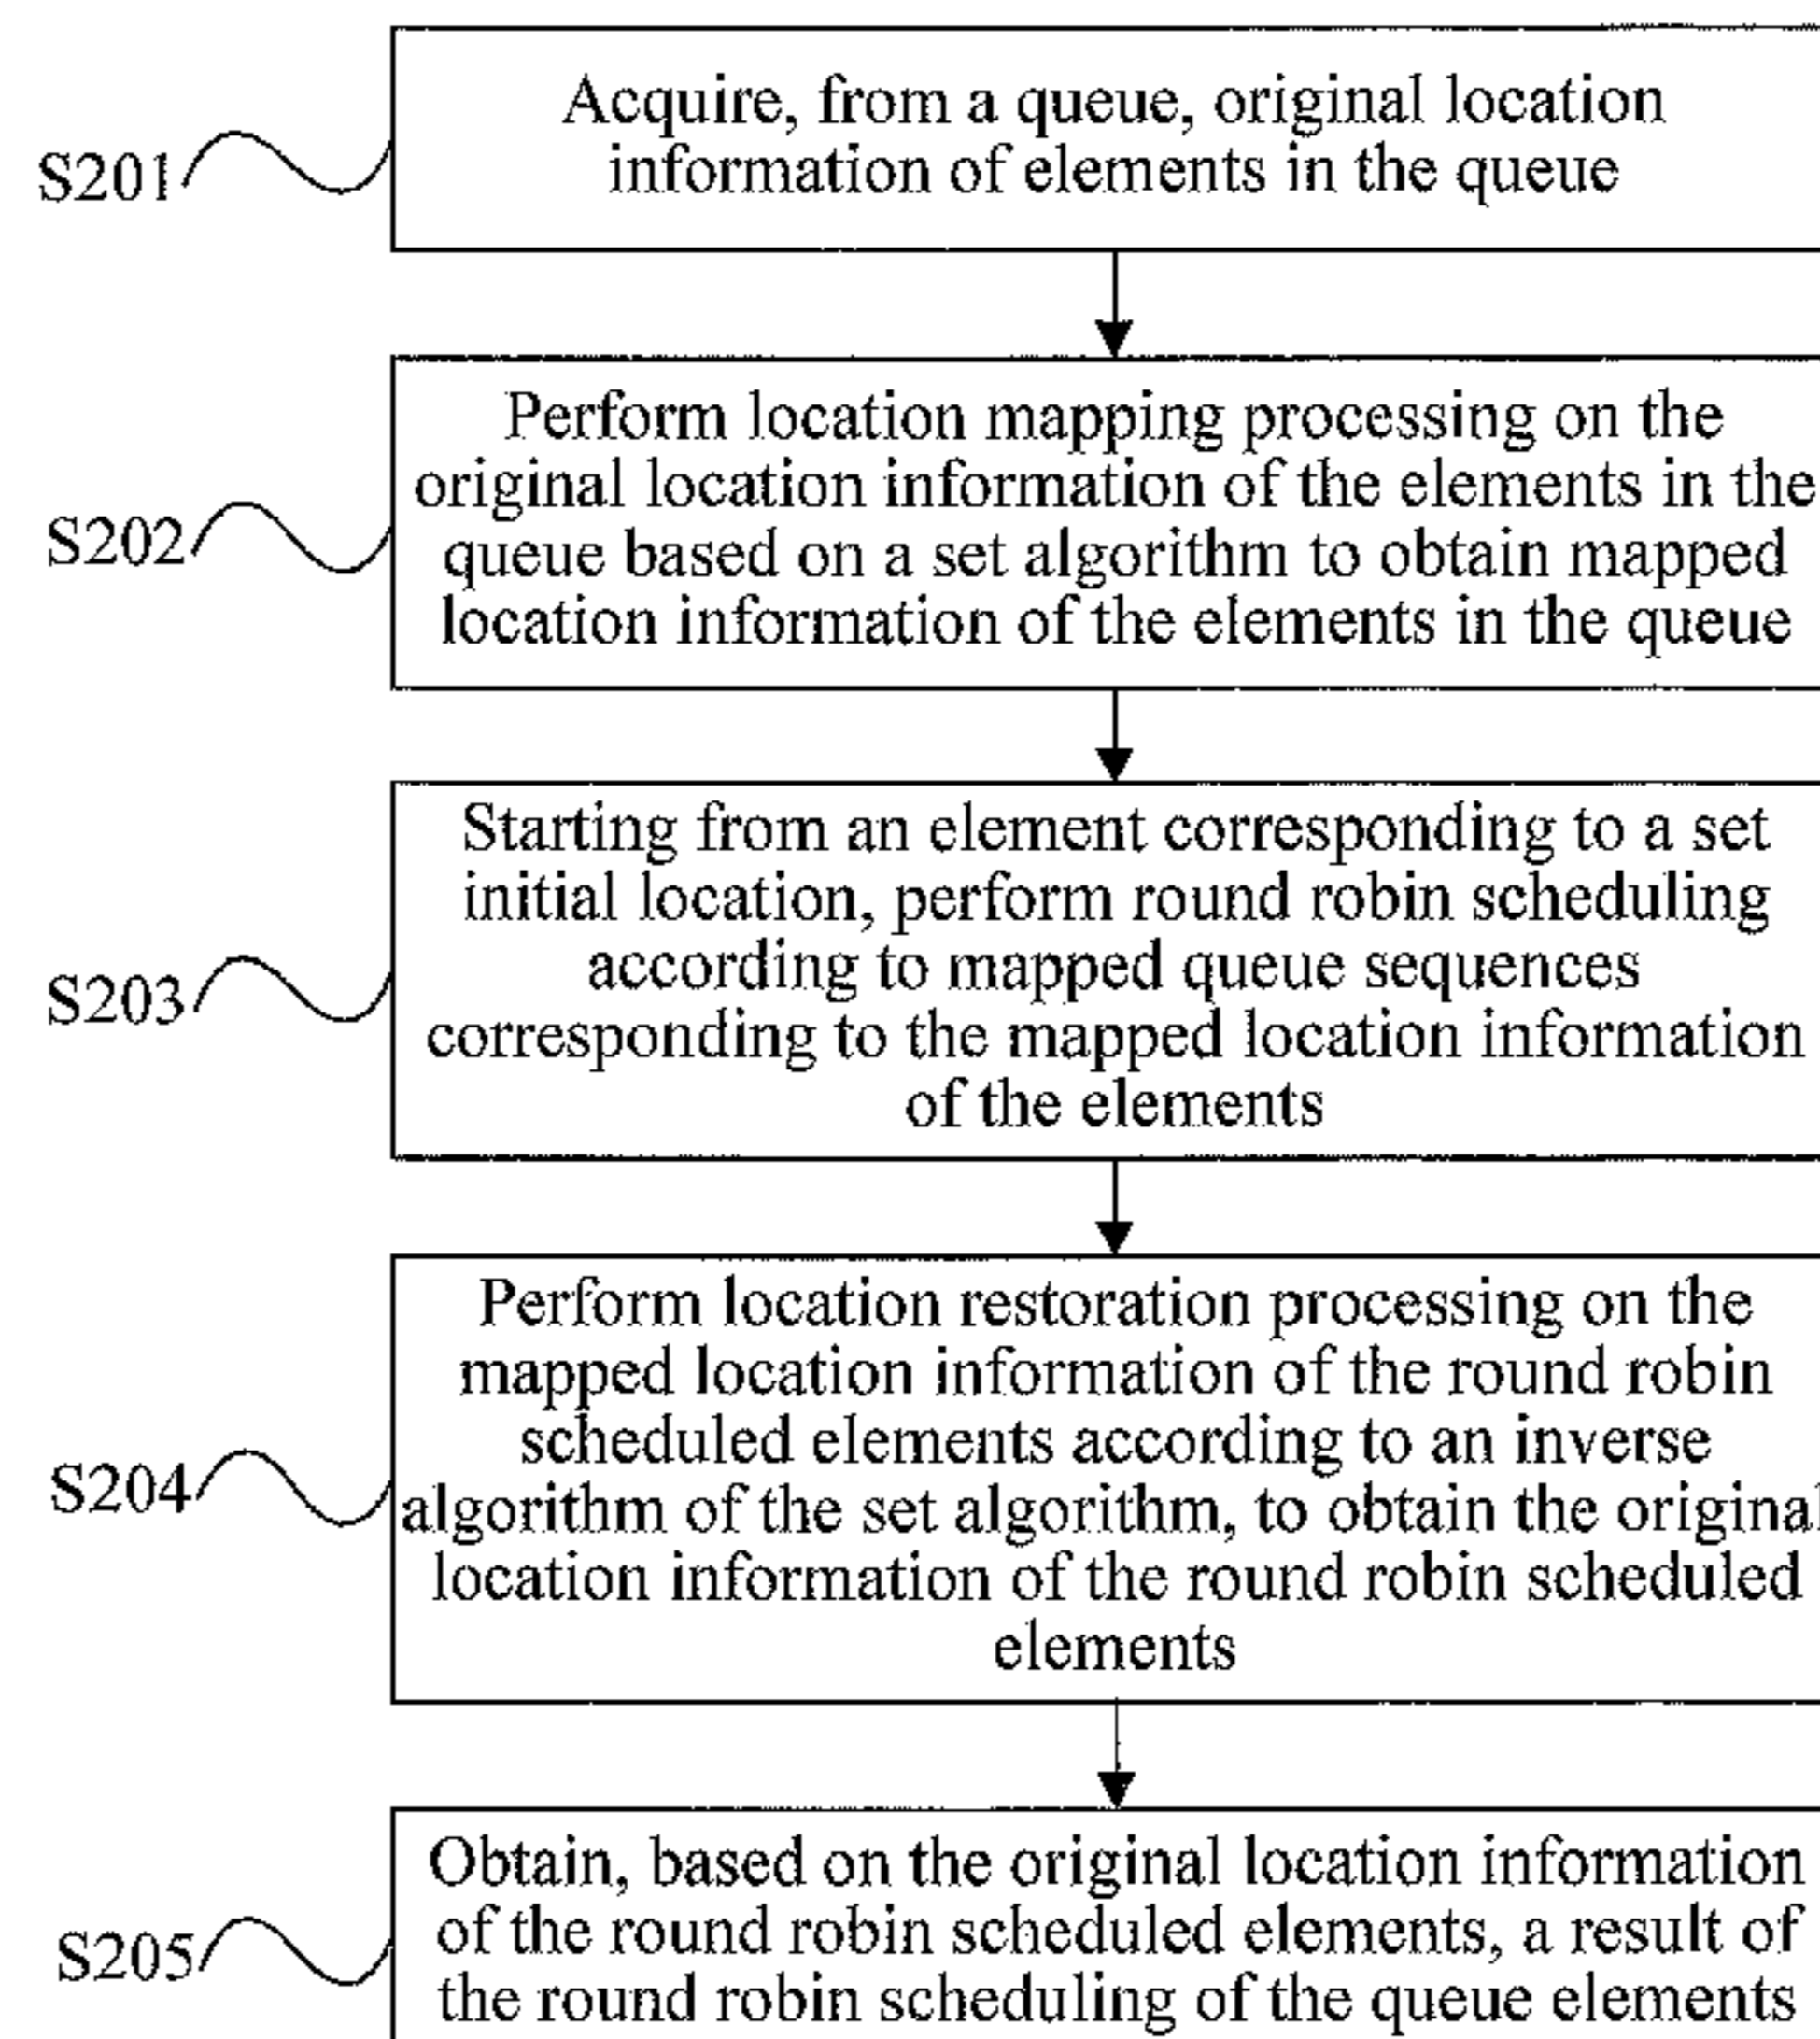 Acquire, from a queue, original location
information of elements in the queue
S201
Perform location mapping processing on the
original location information of the elements in the
queue based on a set algorithm to obtain mapped
location information of the elements in the queue
S202
Starting from an element corresponding to a set
initial location, perform round robin scheduling
according to mapped queue sequences
corresponding to the mapped location information
of the elements
S203
Perform location restoration processing on the
mapped location information of the round robin
scheduled elements according to an inverse
algorithm of the set algorithm, to obtain the original
location information of the round robin scheduled
elements
S204
Obtain, based on the original location information
of the round robin scheduled elements, a result of
the round robin scheduling of the queue elements
S205